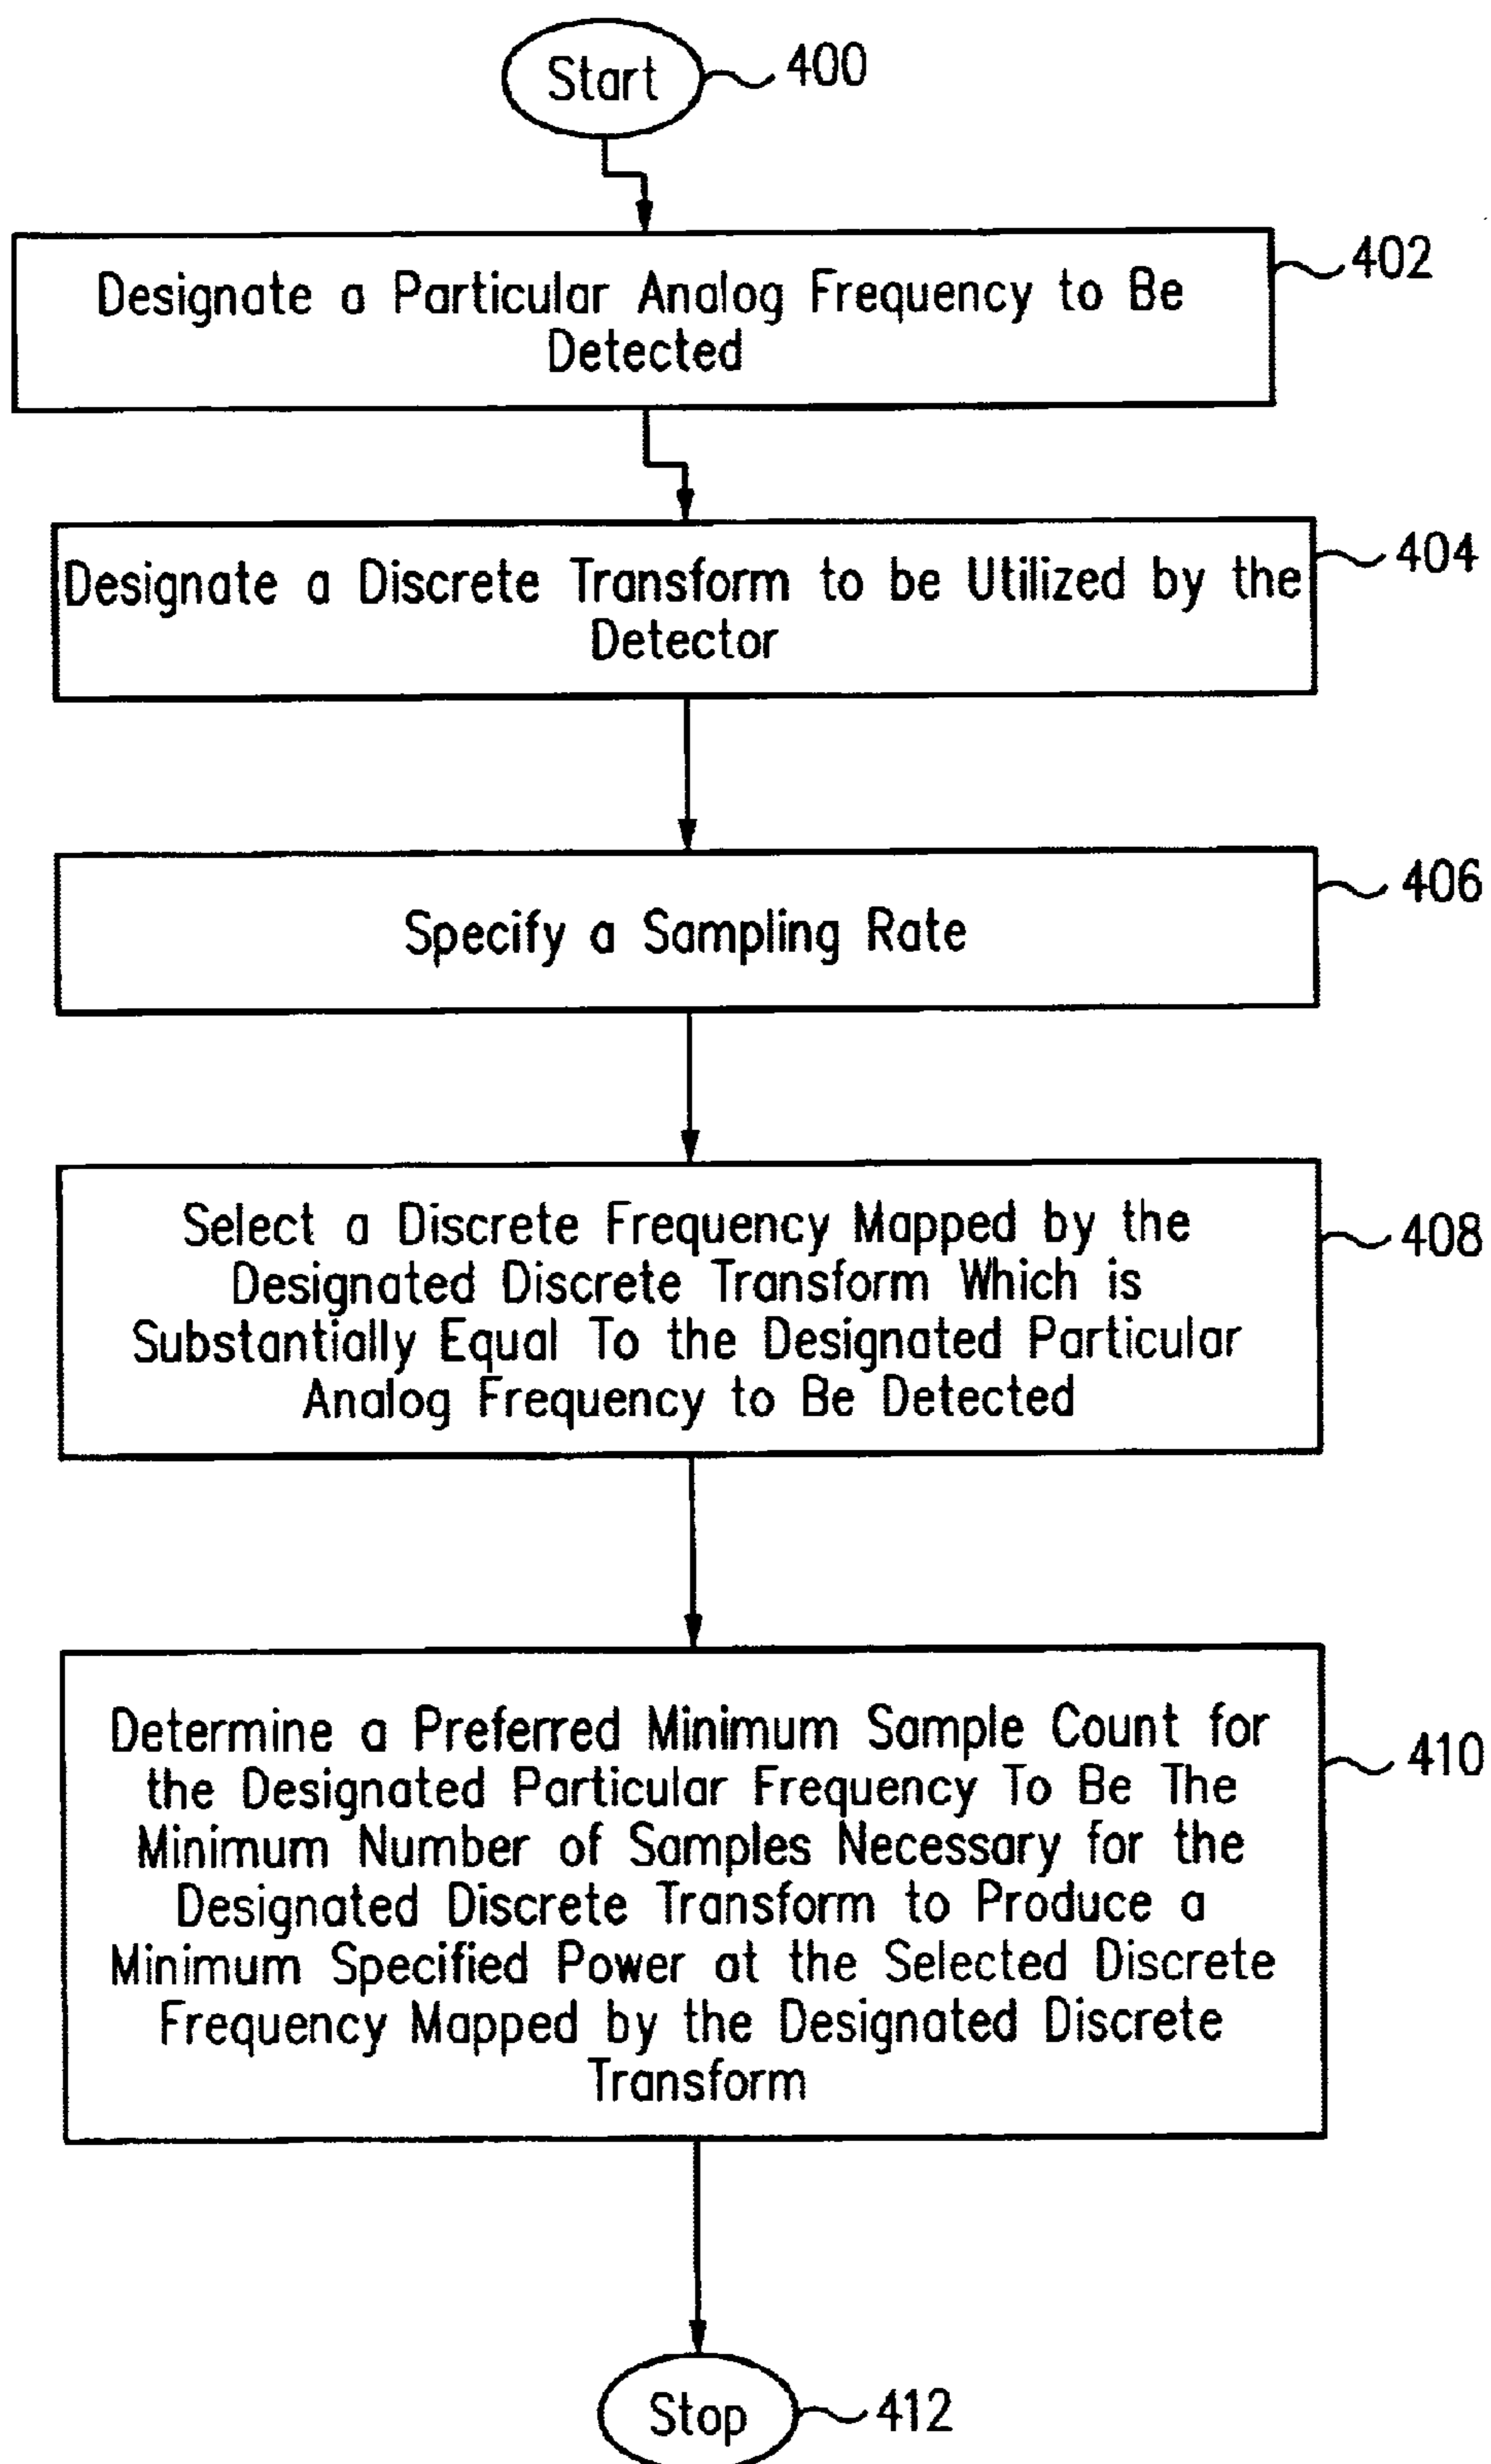 Start
400
402
Designate a Particular Analog Frequency to Be
Detected
404
Designate a Discrete Transform to be Utilized by the
Detector
406
Specify a Sampling Rate
408
Select a Discrete Frequency Mapped by the
Designated Discrete Transform Which is
Substantially Equal To the Designated Particular
Analog Frequency to Be Detected
410
Determine a Preferred Minimum Sample Count for
the Designated Particular Frequency To Be The
Minimum Number of Samples Necessary for the
Designated Discrete Transform to Produce a
Minimum Specified Power at the Selected Discrete
Frequency Mapped by the Designated Discrete
Transform
Stop
412